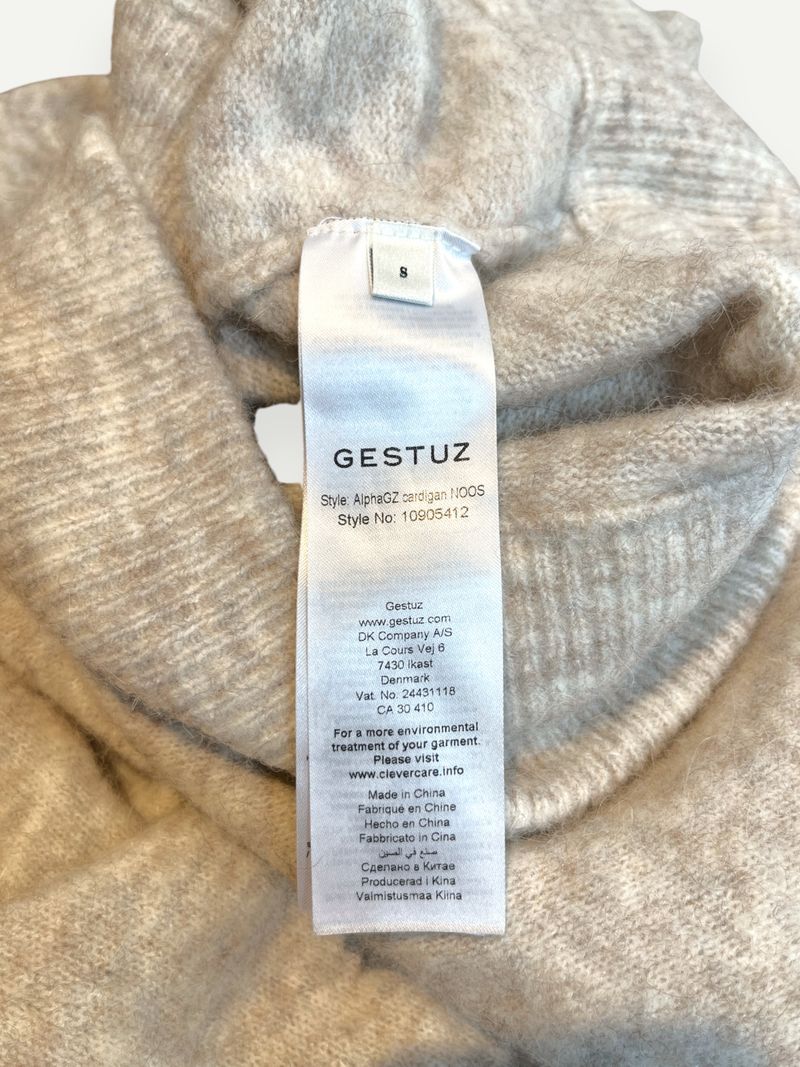 S
GESTUZ
Style: AlphaGZ cardigan NOOS
Style No: 10905412
Gestuz
www.gestuz.com
DK Company A/S
La Cours Vej 6
7430 Ikast
Denmark
Vat. No. 24431118
CA 30 410
For a more environmental
treatment of your garment.
Please visit
www.clevercare.info
Made in China
Fabriqué en Chine
Hecho en China
Fabbricato in Cina
صنع في الصين
Сделано в Китае
Producerad i Kina
Valmistusmaa Kiina